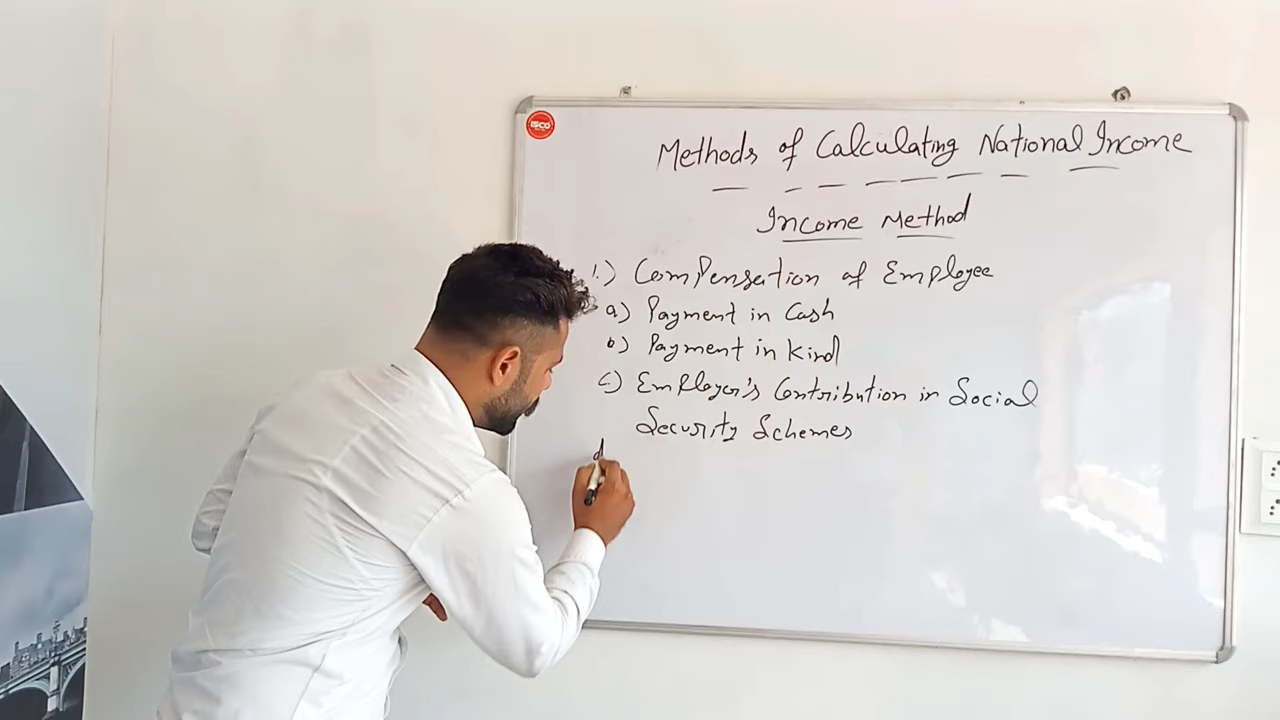 ISCO
Methods of Calculating National Income
Income Method
1.) Compensation of Employee
a) Payment in Cash
b) Payment in Kind
c) Employer's Contribution in Social
Security Schemes
d